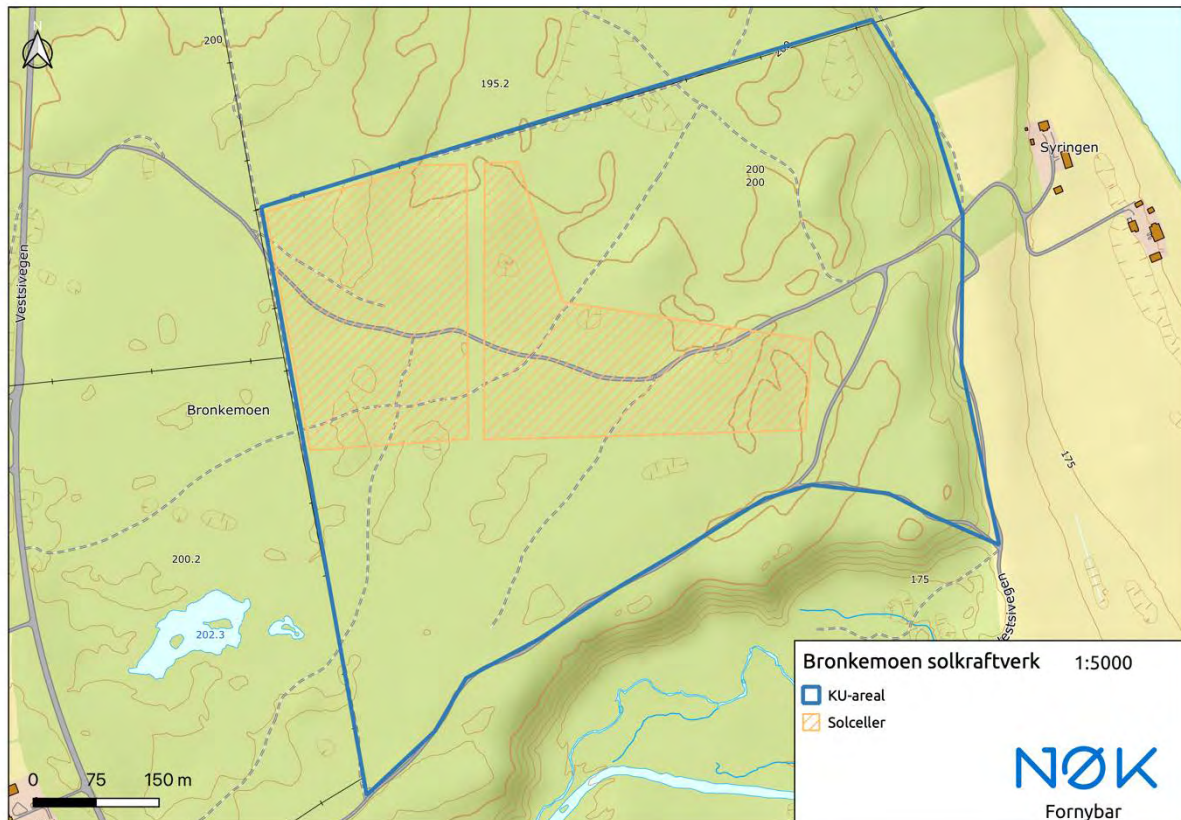 N
200
195.2
200
Syringen
200
200
Vestsivegen
Bronkemoen
175
200.2
175
202.3
Vestsivegen
Bronkemoen solkraftverk 1:5000
KU-areal
Solceller
0 75 150 m
NØK
Fornybar